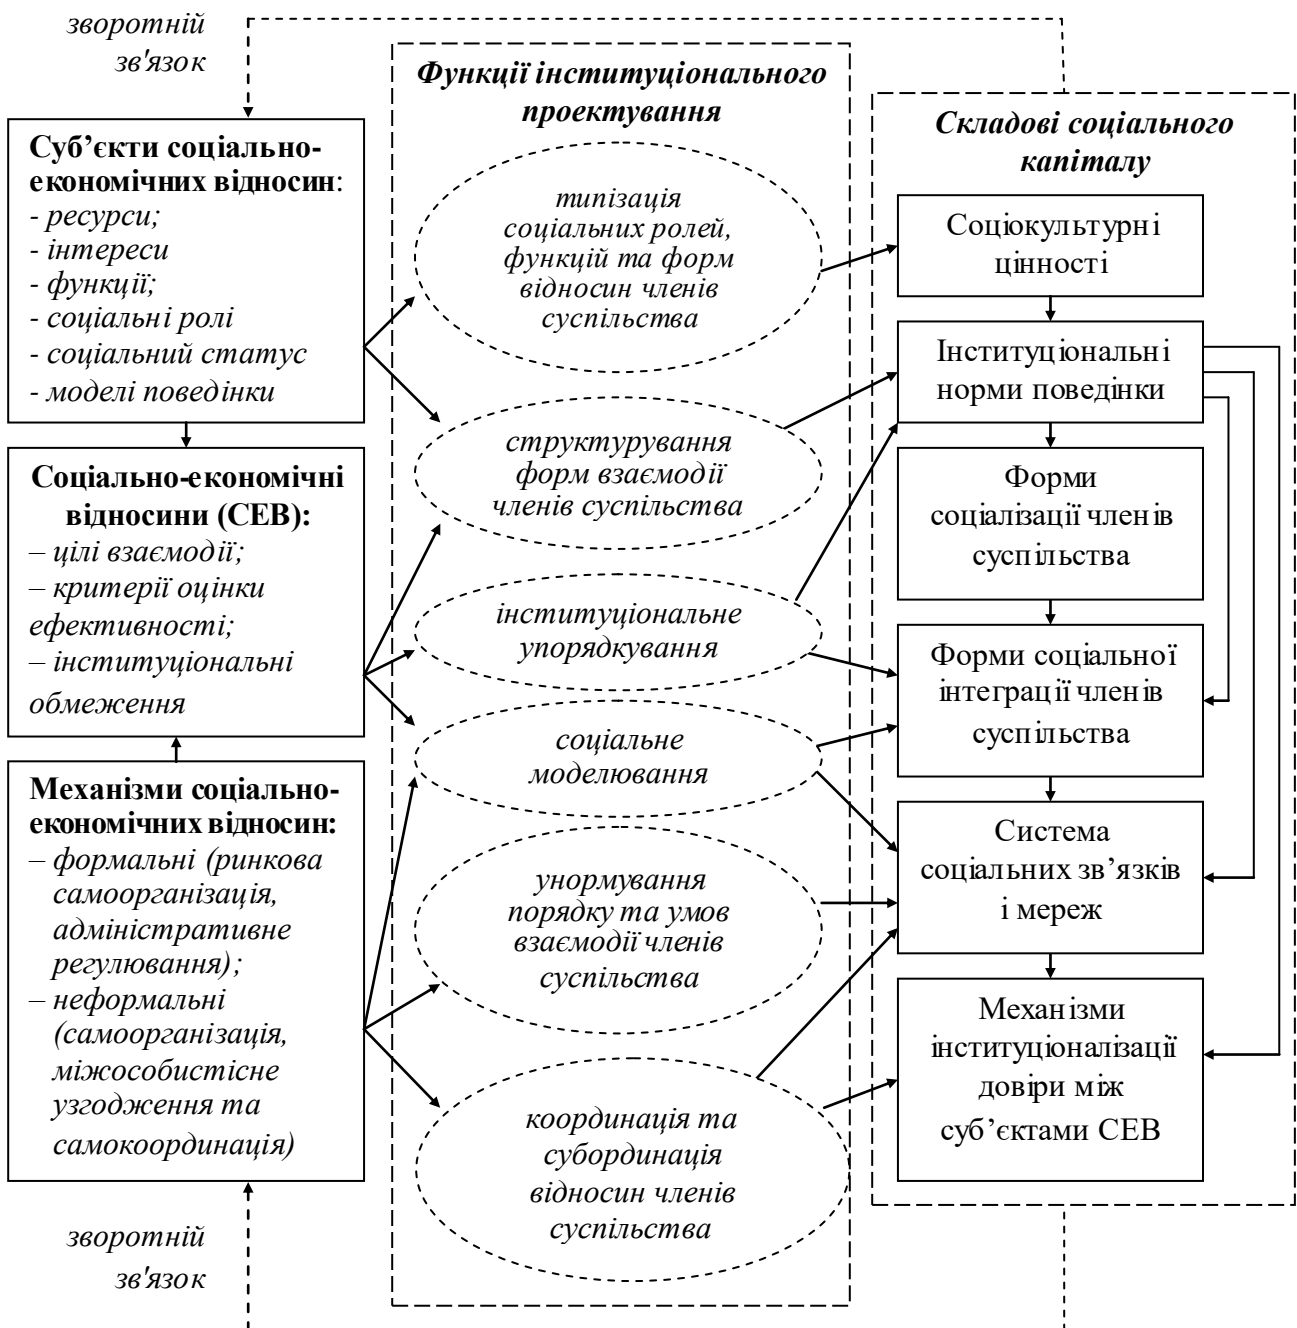 зворотній
зв'язок
Суб’єкти соціально-
економічних відносин:
- ресурси;
- інтереси
- функції;
- соціальні ролі
- соціальний статус
- моделі поведінки
Соціально-економічні
відносини (СЕВ):
– цілі взаємодії;
– критерії оцінки
ефективності;
– інституціональні
обмеження
Механізми соціально-
економічних відносин:
– формальні (ринкова
самоорганізація,
адміністративне
регулювання);
– неформальні
(самоорганізація,
міжособистісне
узгодження та
самокоординація)
зворотній
зв'язок
Функції інституціонального
проектування
типізація
соціальних ролей,
функцій та форм
відносин членів
суспільства
структурування
форм взаємодії
членів суспільства
інституціональне
упорядкування
соціальне
моделювання
унормування
порядку та умов
взаємодії членів
суспільства
координація та
субординація
відносин членів
суспільства
Складові соціального
капіталу
Соціокультурні
цінності
Інституціональні
норми поведінки
Форми
соціалізації членів
суспільства
Форми соціальної
інтеграції членів
суспільства
Система
соціальних зв’язків
і мереж
Механізми
інституціоналізації
довіри між
суб’єктами СЕВ